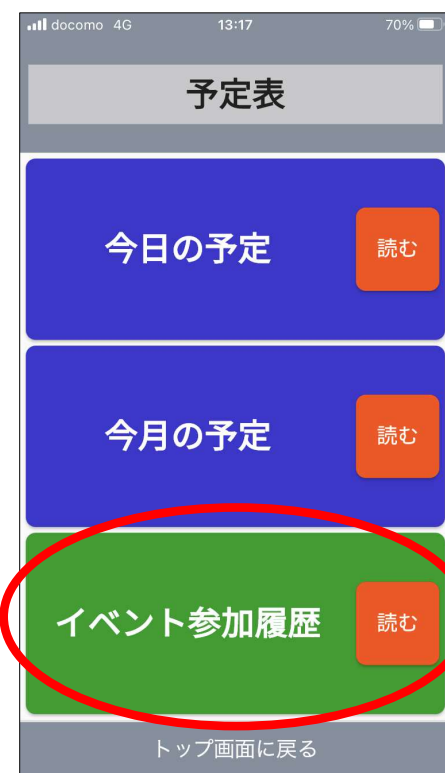 docomo 4G 13:17 70%
予定表
今日の予定 読む
今月の予定 読む
イベント参加履歴 読む
トップ画面に戻る